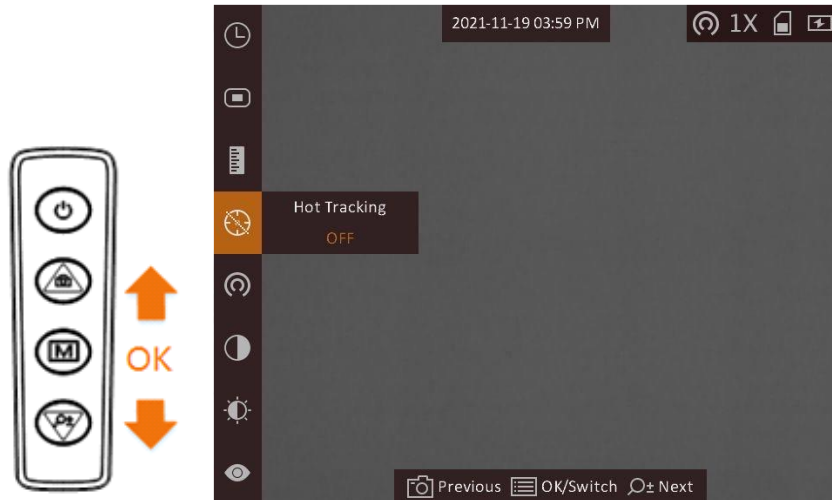 M
OK
2021-11-19 03:59 PM
1X
Hot Tracking
OFF
Previous OK/Switch ± Next